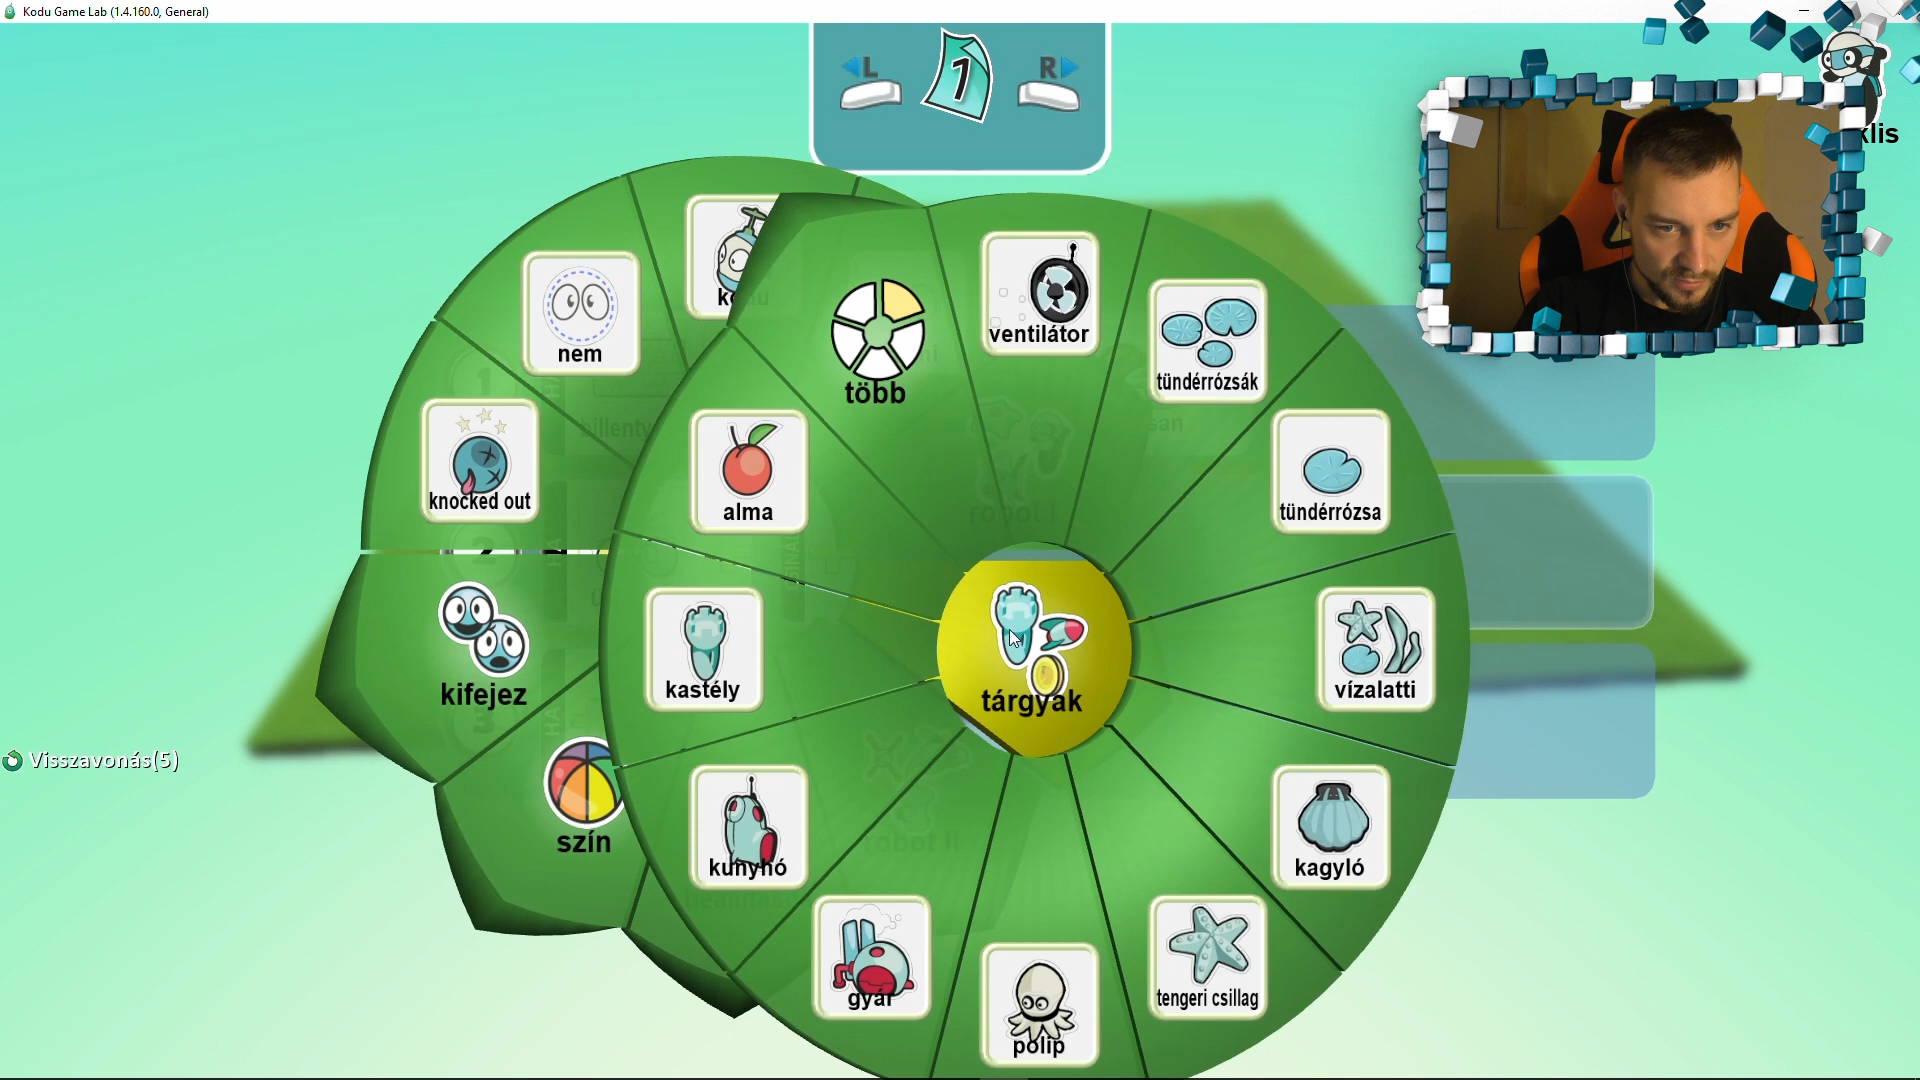 Kodu Game Lab (1.4.160.0, General)
L
1
R
klis
nem
knocked out
kifejez
szín
több
ventilátor
tündérrózsák
alma
tündérrózsa
kastély
tárgyak
vízalatti
kunyhó
kagyló
gyár
polip
tengeri csillag
Visszavonás(5)